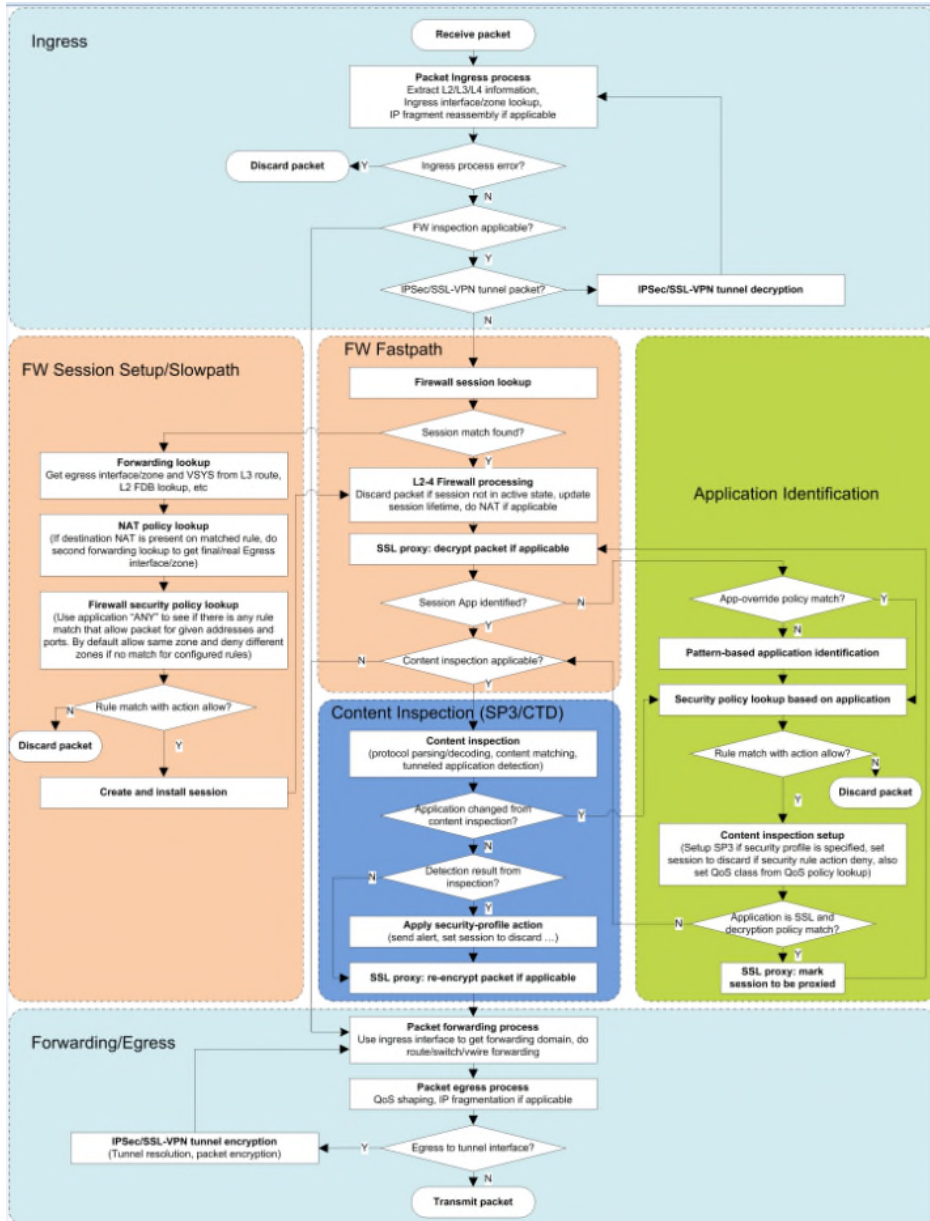 Ingress
Receive packet
Packet Ingress process
Extract L2/L3/L4 information,
Ingress interface/zone lookup,
IP fragment reassembly if applicable
Discard packet
Y
Ingress process error?
N
FW inspection applicable?
Y
IPSec/SSL-VPN tunnel packet?
Y
IPSec/SSL-VPN tunnel decryption
N
FW Session Setup/Slowpath
Forwarding lookup
Get egress interface/zone and VSYS from L3 route,
L2 FDB lookup, etc
NAT policy lookup
(If destination NAT is present on matched rule, do
second forwarding lookup to get final/real Egress
interface/zone)
Firewall security policy lookup
(Use application "ANY" to see if there is any rule
match that allow packet for given addresses and
ports. By default allow same zone and deny different
zones if no match for configured rules)
N
Rule match with action allow?
Discard packet
Y
Create and install session
FW Fastpath
Firewall session lookup
Session match found?
Y
L2-4 Firewall processing
Discard packet if session not in active state, update
session lifetime, do NAT if applicable
SSL proxy: decrypt packet if applicable
Session App identified?
N
Y
N
Content inspection applicable?
Y
Application Identification
App-override policy match?
Y
N
Pattern-based application identification
Security policy lookup based on application
Rule match with action allow?
N
Discard packet
Y
Content inspection setup
(Setup SP3 if security profile is specified, set
session to discard if security rule action deny, also
set QoS class from QoS policy lookup)
N
Application is SSL and
decryption policy match?
Y
SSL proxy: mark
session to be proxied
Content Inspection (SP3/CTD)
Content inspection
(protocol parsing/decoding, content matching,
tunneled application detection)
Application changed from
content inspection?
Y
N
N
Detection result from
inspection?
Y
Apply security-profile action
(send alert, set session to discard ...)
SSL proxy: re-encrypt packet if applicable
Forwarding/Egress
Packet forwarding process
Use ingress interface to get forwarding domain, do
route/switch/vwire forwarding
Packet egress process
QoS shaping, IP fragmentation if applicable
IPSec/SSL-VPN tunnel encryption
(Tunnel resolution, packet encryption)
Y
Egress to tunnel interface?
N
Transmit packet